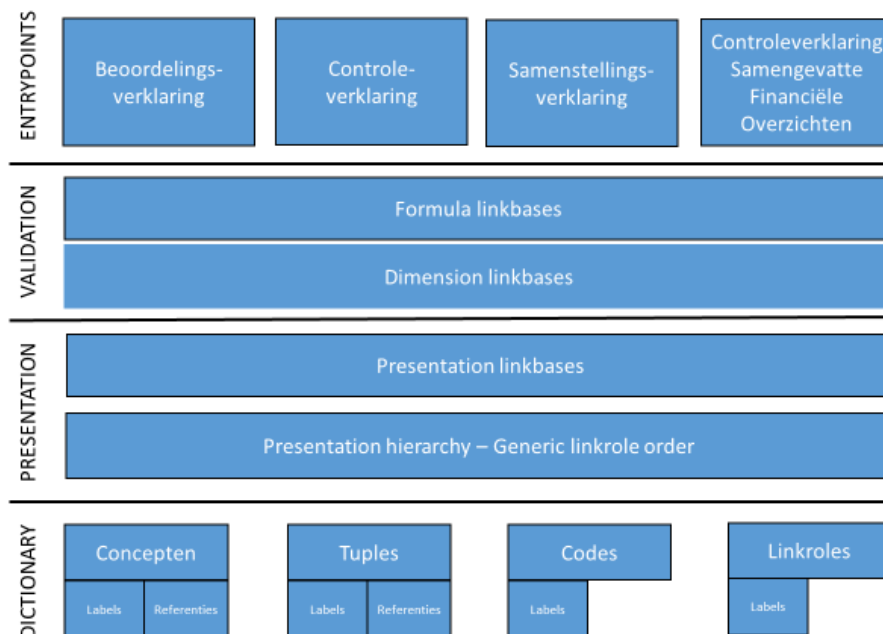 ENTRYPOINTS
Beoordelings-
verklaring
Controle-
verklaring
Samenstellings-
verklaring
Controleverklaring
Samengevatte
Financiële
Overzichten
VALIDATION
Formula linkbases
Dimension linkbases
PRESENTATION
Presentation linkbases
Presentation hierarchy – Generic linkrole order
DICTIONARY
Concepten
Labels
Referenties
Tuples
Labels
Referenties
Codes
Labels
Linkroles
Labels